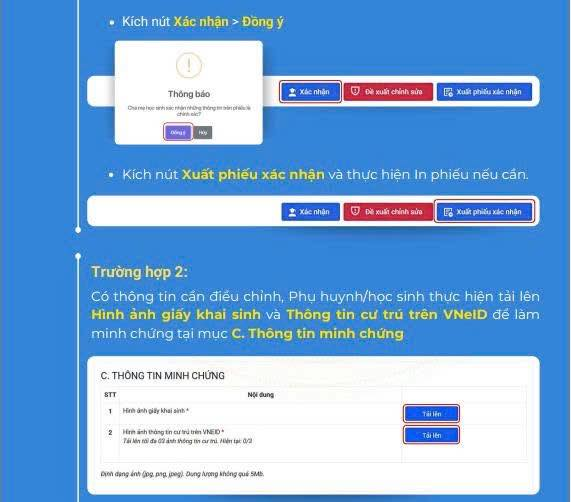 • Kích nút Xác nhận > Đồng ý
!
Thông báo
Cha mẹ học sinh xác nhận những thông tin trên phiếu là
chính xác?
Đồng ý Hủy
Xác nhận Đề xuất chỉnh sửa Xuất phiếu xác nhận
• Kích nút Xuất phiếu xác nhận và thực hiện In phiếu nếu cần.
Xác nhận Đề xuất chỉnh sửa Xuất phiếu xác nhận
Trường hợp 2:
Có thông tin cần điều chỉnh, Phụ huynh/học sinh thực hiện tải lên
Hình ảnh giấy khai sinh và Thông tin cư trú trên VNeID để làm
minh chứng tại mục C. Thông tin minh chứng
C. THÔNG TIN MINH CHỨNG
STT Nội dung
1 Hình ảnh giấy khai sinh * Tải lên
2 Hình ảnh thông tin cư trú trên VNEID * Tải lên
Tải lên tối đa 03 ảnh thông tin cư trú. Hiện tại: 0/3
Định dạng ảnh (jpg, png, jpeg). Dung lượng không quá 5Mb.